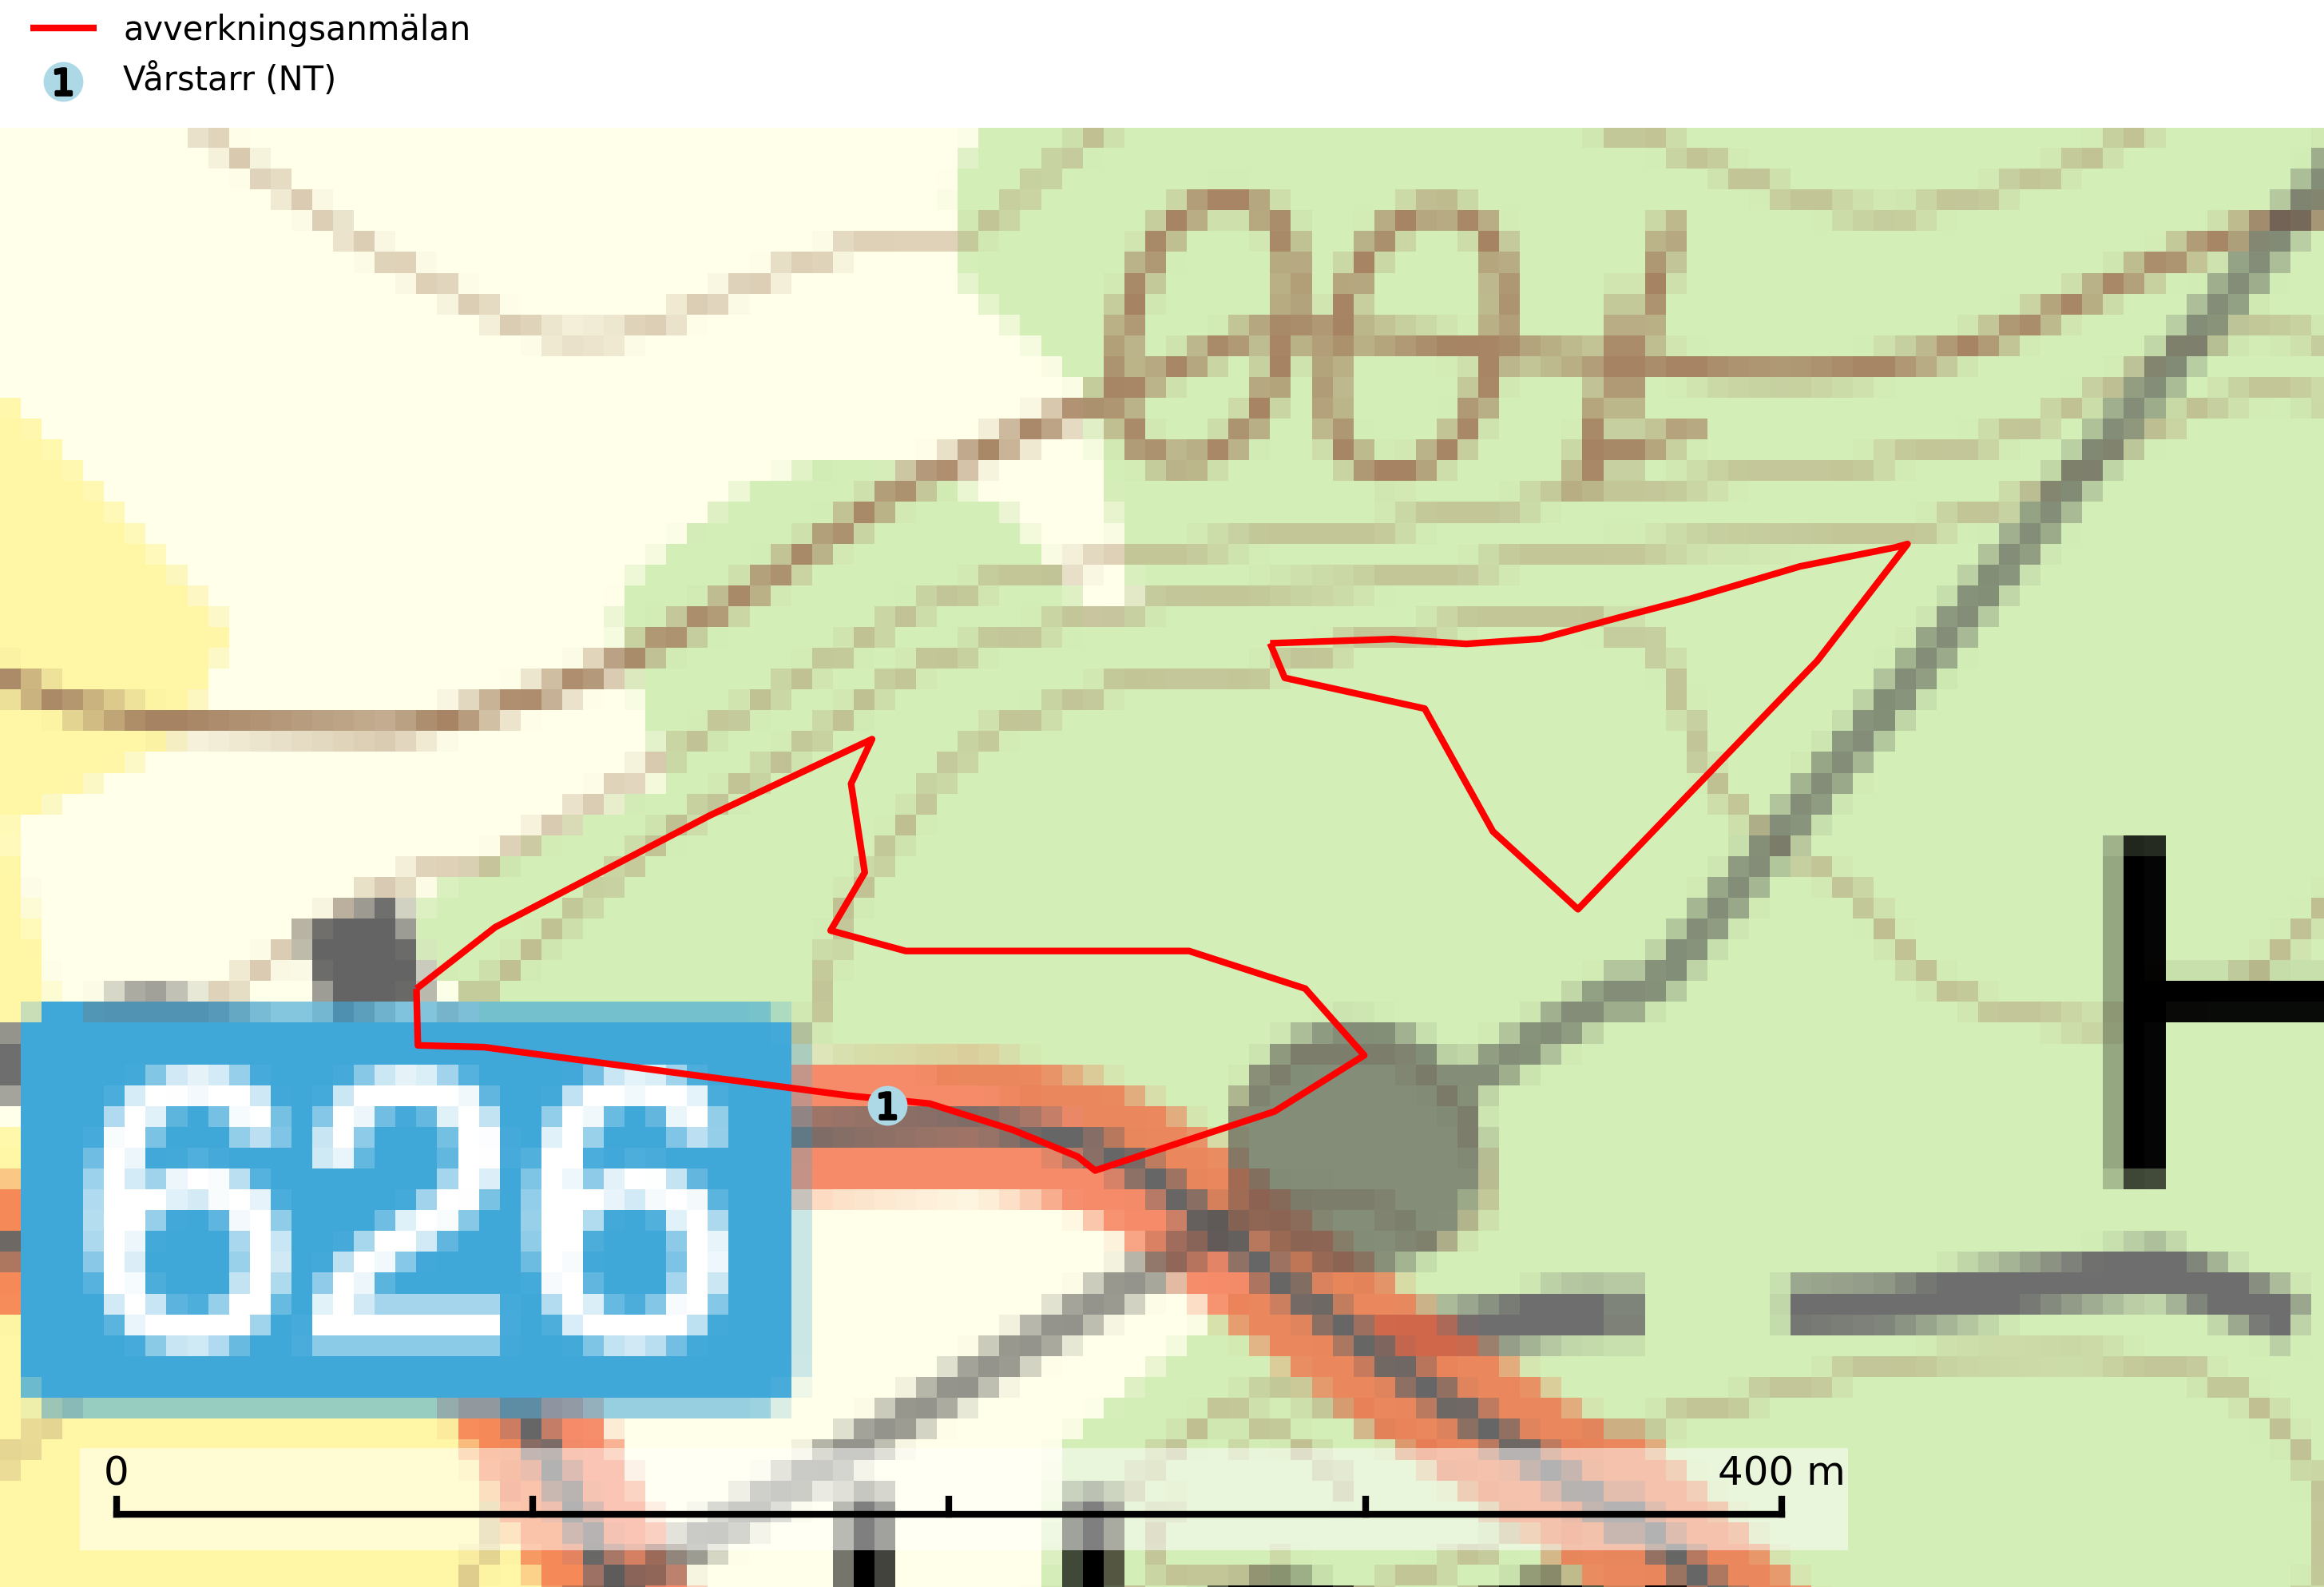 avverkningsanmälan
1 Vårstarr (NT)
1
626
0 400 m